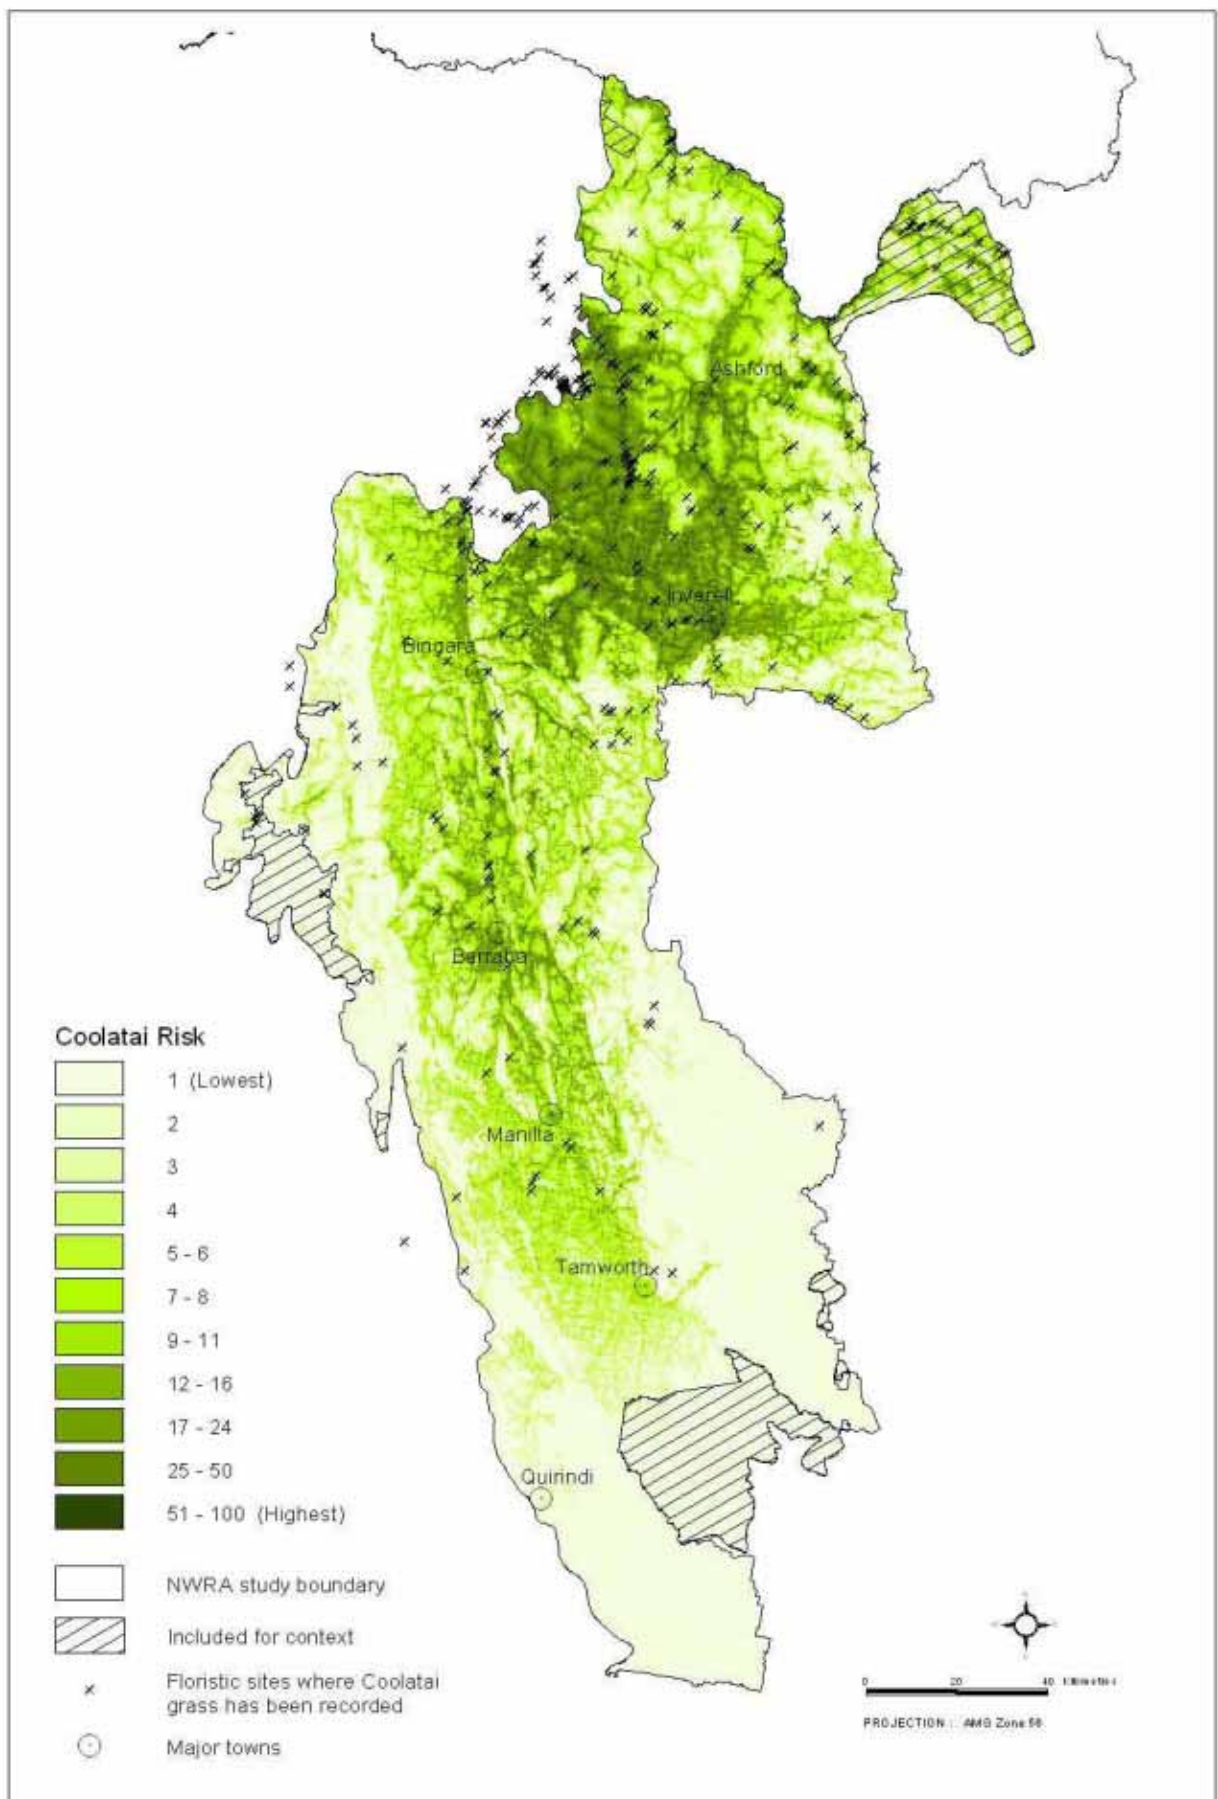 Ashford
Inverell
Bingara
Barraba
Manilla
Tamworth
Quirindi
Coolatai Risk
1 (Lowest)
2
3
4
5 - 6
7 - 8
9 - 11
12 - 16
17 - 24
25 - 50
51 - 100 (Highest)
NWRA study boundary
Included for context
Floristic sites where Coolatai
grass has been recorded
Major towns
0 20 40 Kilometres
PROJECTION : AMG Zone 56